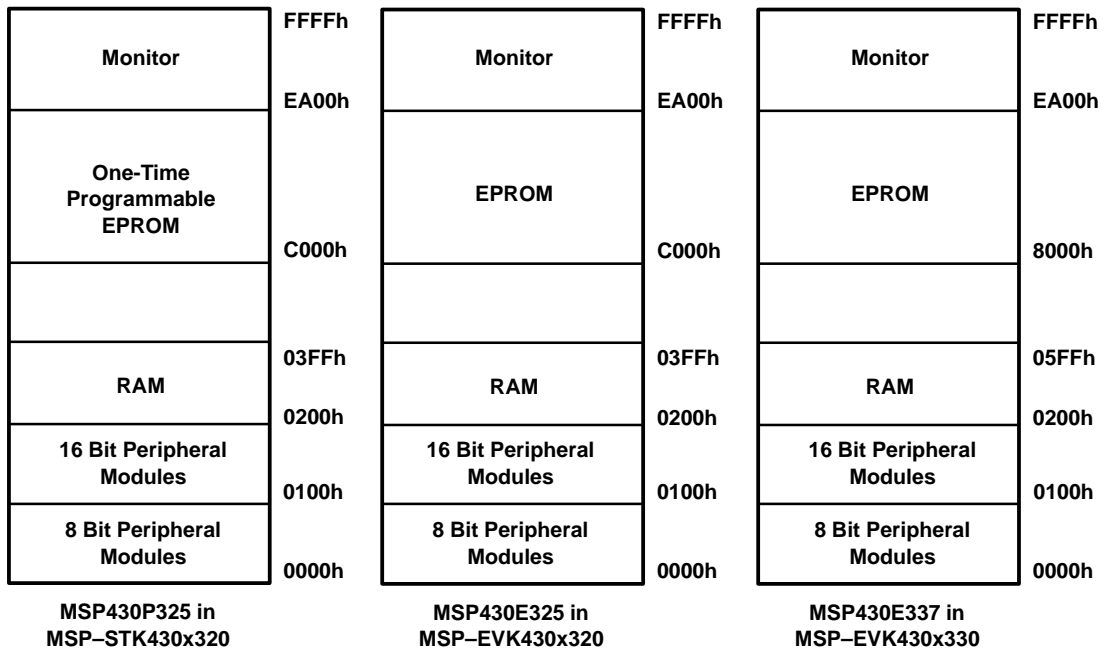 Monitor
FFFFh
EA00h
One-Time
Programmable
EPROM
C000h
03FFh
RAM
0200h
16 Bit Peripheral
Modules
0100h
8 Bit Peripheral
Modules
0000h
MSP430P325 in
MSP–STK430x320
Monitor
FFFFh
EA00h
EPROM
C000h
03FFh
RAM
0200h
16 Bit Peripheral
Modules
0100h
8 Bit Peripheral
Modules
0000h
MSP430E325 in
MSP–EVK430x320
Monitor
FFFFh
EA00h
EPROM
8000h
05FFh
RAM
0200h
16 Bit Peripheral
Modules
0100h
8 Bit Peripheral
Modules
0000h
MSP430E337 in
MSP–EVK430x330